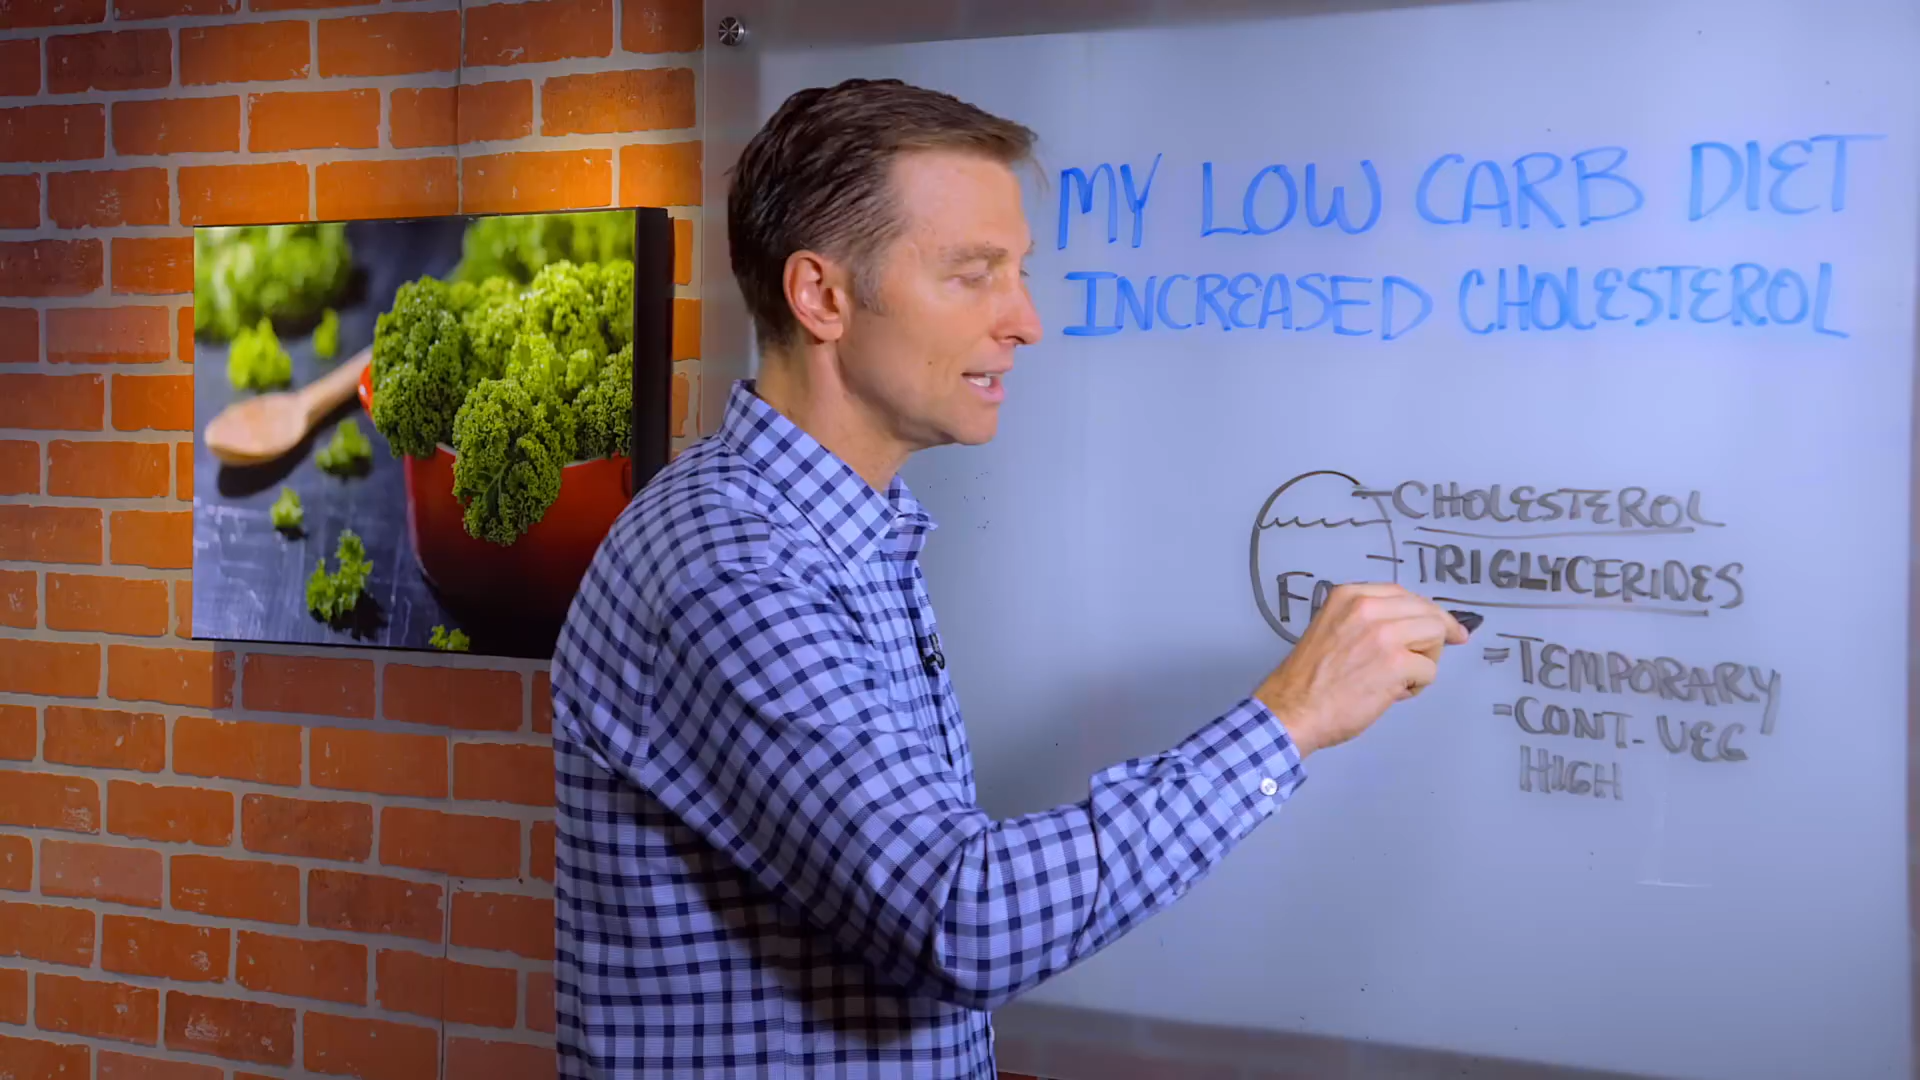 MY LOW CARB DIET
INCREASED CHOLESTEROL
CHOLESTEROL
TRIGLYCERIDES
= TEMPORARY
= CONT. VEG
HIGH